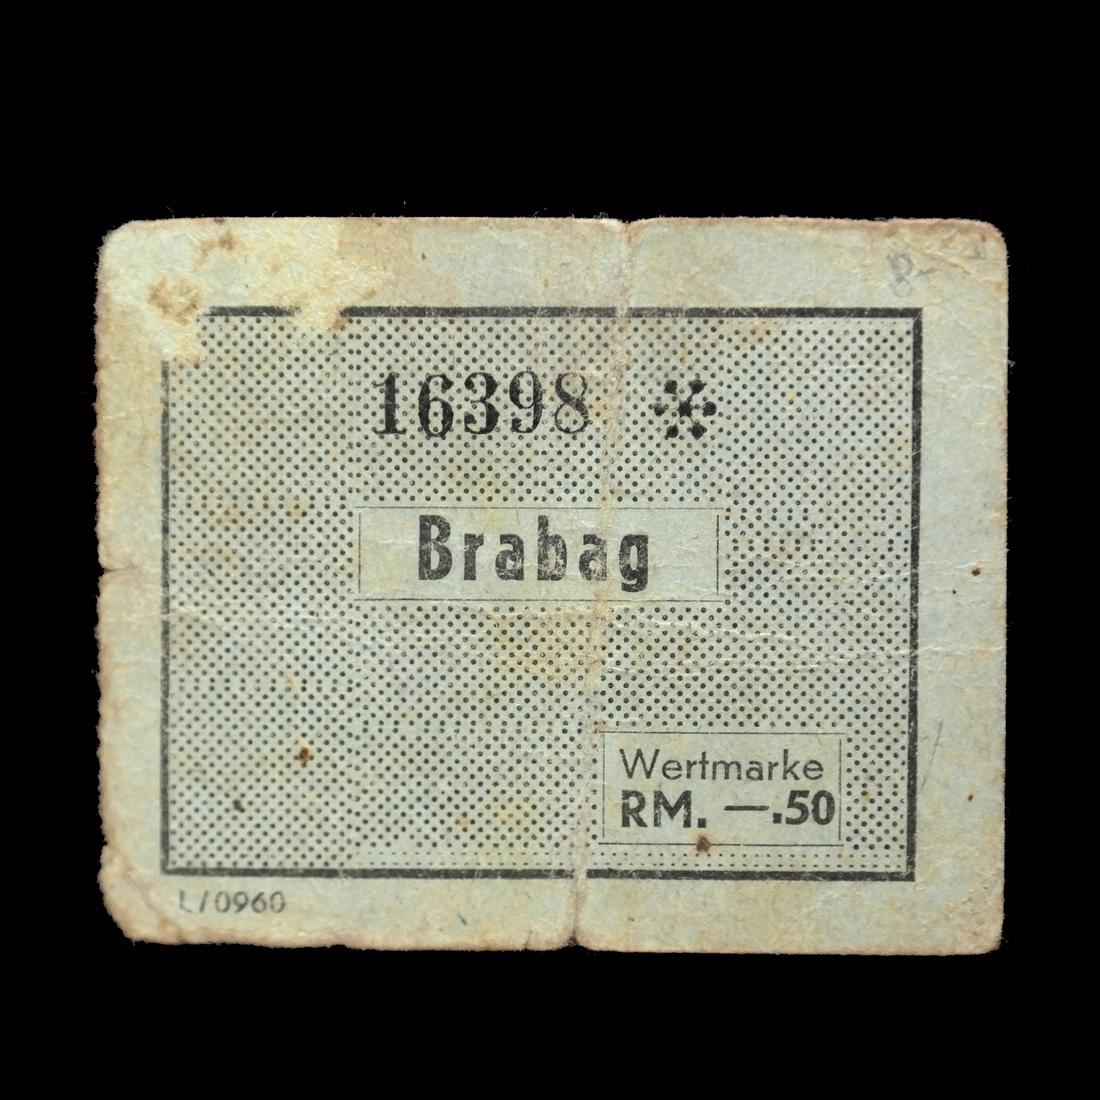 16398 *
Brabag
Wertmarke
RM. —.50
L/0960